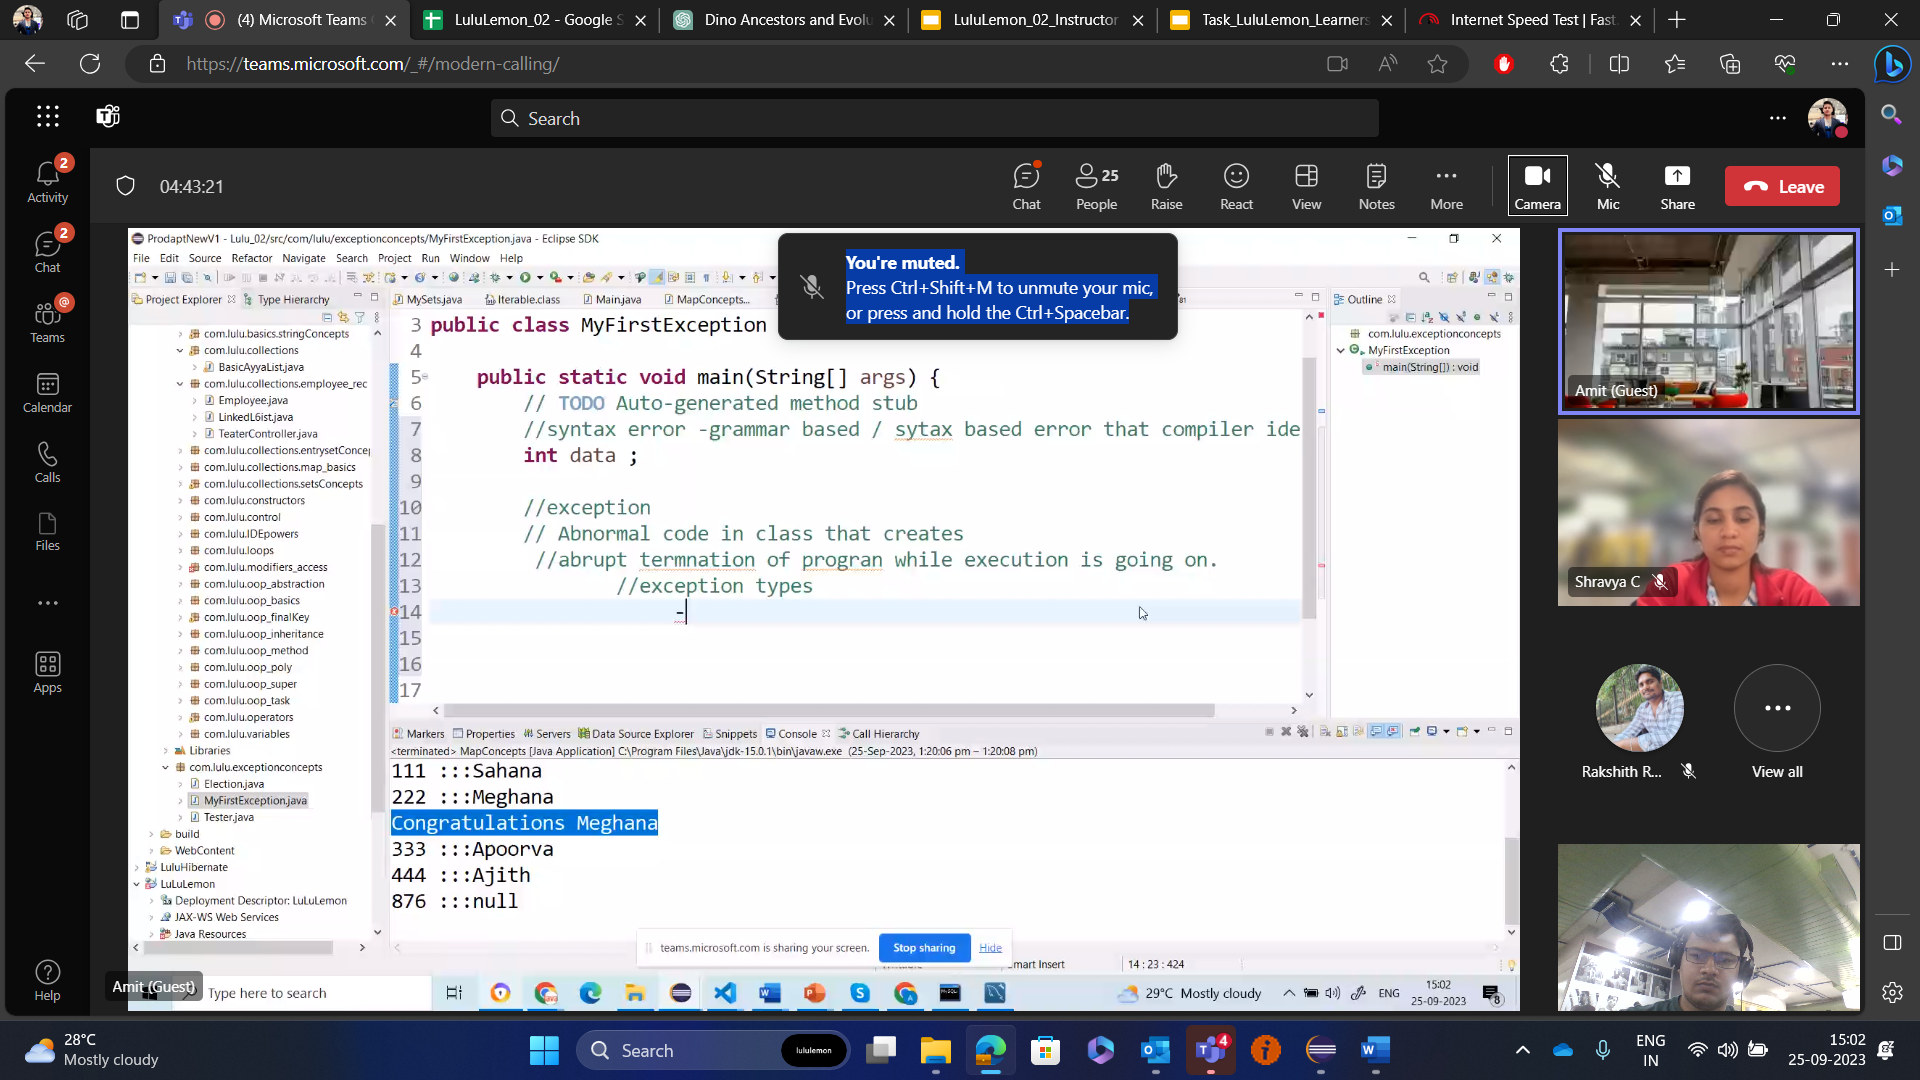 (4) Microsoft Teams
LuluLemon_02 - Google S
Dino Ancestors and Evolu
LuluLemon_02_Instructor
Task_LuluLemon_Learners
Internet Speed Test | Fast.
https://teams.microsoft.com/_#/modern-calling/
Search
Activity
2
Chat
2
Teams
@
Calendar
Calls
Files
Apps
Help
04:43:21
Chat
25
People
Raise
React
View
Notes
More
Camera
Mic
Share
Leave
ProdaptNewV1 - Lulu_02/src/com/lulu/exceptionconcepts/MyFirstException.java - Eclipse SDK
File Edit Source Refactor Navigate Search Project Run Window Help
You're muted.
Press Ctrl+Shift+M to unmute your mic,
or press and hold the Ctrl+Spacebar.
Project Explorer
Type Hierarchy
com.lulu.basics.stringConcepts
com.lulu.collections
BasicAyyaList.java
com.lulu.collections.employee_rec
Employee.java
LinkedL6ist.java
TeaterController.java
com.lulu.collections.entrysetConcep
com.lulu.collections.map_basics
com.lulu.collections.setsConcepts
com.lulu.constructors
com.lulu.control
com.lulu.IDEpowers
com.lulu.loops
com.lulu.modifiers_access
com.lulu.oop_abstraction
com.lulu.oop_basics
com.lulu.oop_finalKey
com.lulu.oop_inheritance
com.lulu.oop_method
com.lulu.oop_poly
com.lulu.oop_super
com.lulu.oop_task
com.lulu.operators
com.lulu.variables
Libraries
com.lulu.exceptionconcepts
Election.java
MyFirstException.java
Tester.java
build
WebContent
LuluHibernate
LuLuLemon
Deployment Descriptor: LuLuLemon
JAX-WS Web Services
Java Resources
MySets.java
Iterable.class
Main.java
MapConcepts...
3 public class MyFirstException
4
5 public static void main(String[] args) {
6 // TODO Auto-generated method stub
7 //syntax error -grammar based / sytax based error that compiler ide
8 int data ;
9
10 //exception
11 // Abnormal code in class that creates
12 //abrupt termnation of progran while execution is going on.
13 //exception types
14 -
15
16
17
Outline
com.lulu.exceptionconcepts
MyFirstException
main(String[]) : void
Markers Properties Servers Data Source Explorer Snippets Console Call Hierarchy
<terminated> MapConcepts [Java Application] C:\Program Files\Java\jdk-15.0.1\bin\javaw.exe (25-Sep-2023, 1:20:06 pm – 1:20:08 pm)
111 :::Sahana
222 :::Meghana
Congratulations Meghana
333 :::Apoorva
444 :::Ajith
876 :::null
teams.microsoft.com is sharing your screen.
Stop sharing
Hide
Smart Insert
14 : 23 : 424
Amit (Guest)
Type here to search
29°C Mostly cloudy
ENG
15:02
25-09-2023
8
Amit (Guest)
Shravya C
Rakshith R...
View all
28°C
Mostly cloudy
Search
lululemon
4
ENG
IN
15:02
25-09-2023